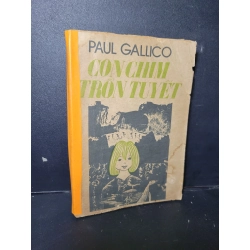 PAUL GALLICO
CON CHIM
TRỐN TUYẾT